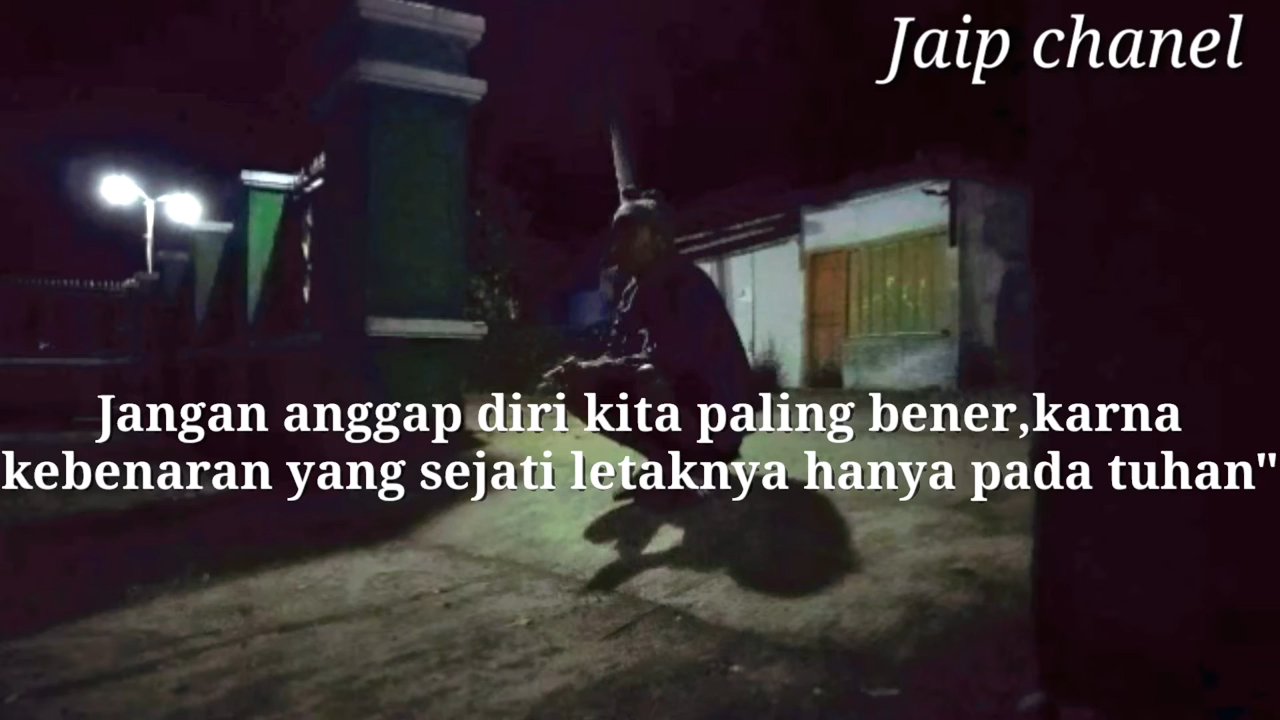 Jaip chanel
Jangan anggap diri kita paling bener,karna
kebenaran yang sejati letaknya hanya pada tuhan"